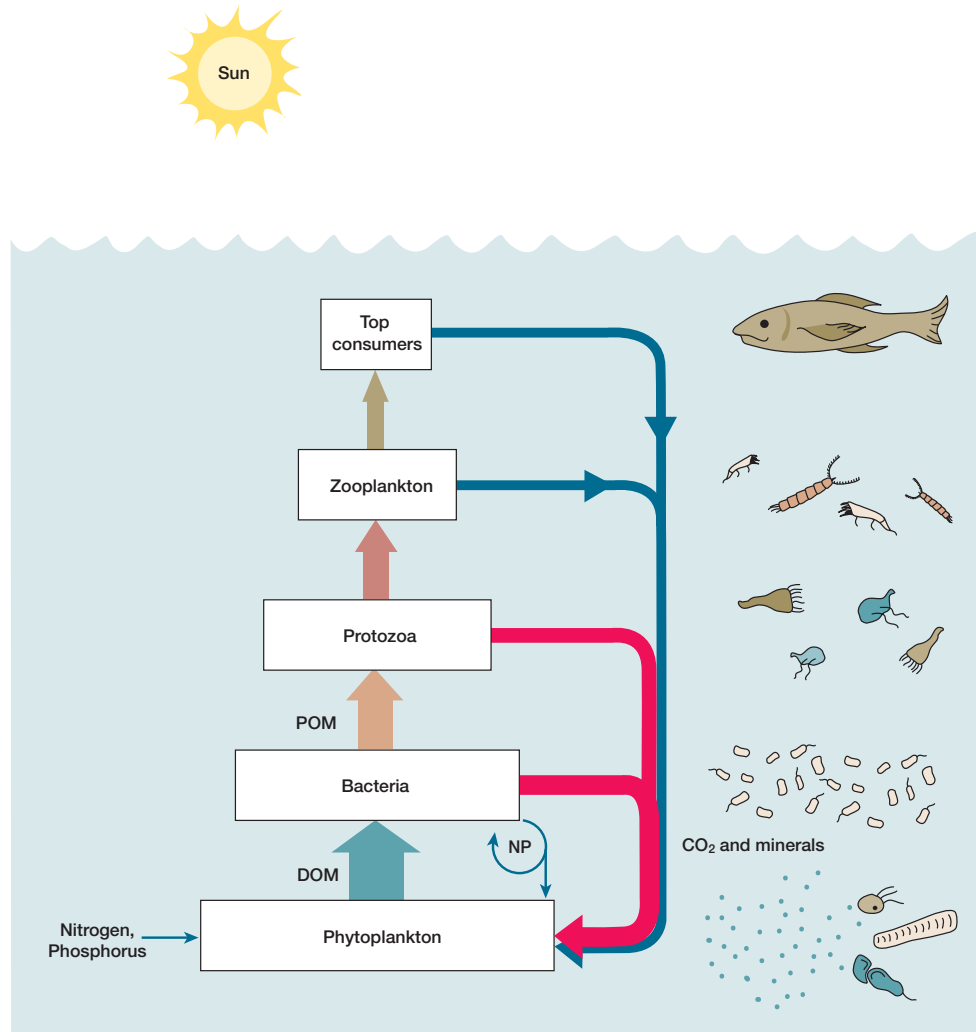 Sun
Top
consumers
Zooplankton
Protozoa
POM
Bacteria
NP
CO₂ and minerals
DOM
Nitrogen,
Phosphorus
Phytoplankton